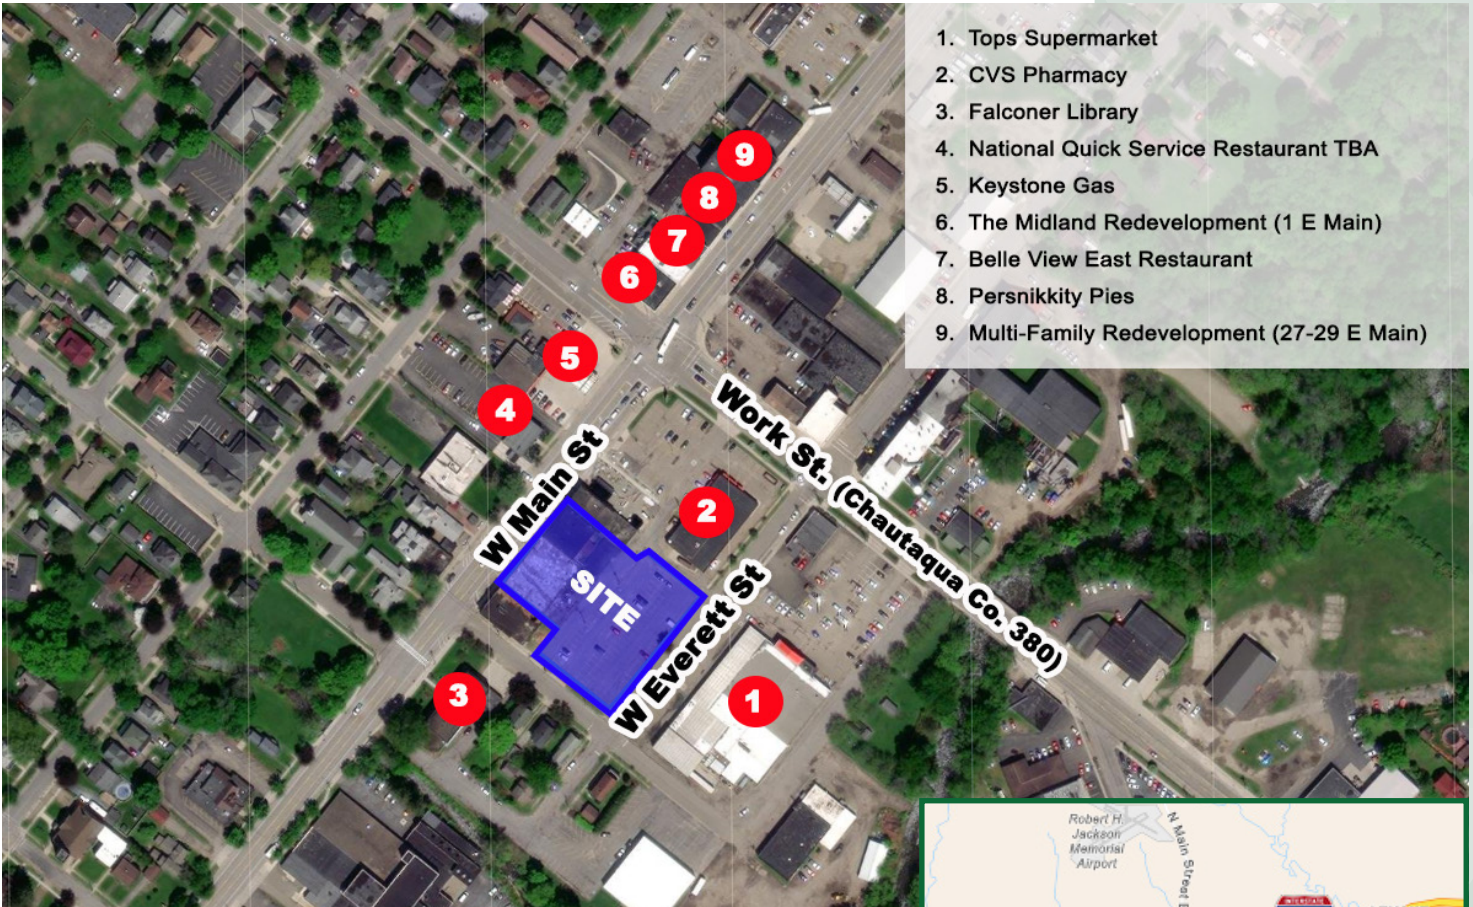 1. Tops Supermarket
2. CVS Pharmacy
3. Falconer Library
4. National Quick Service Restaurant TBA
5. Keystone Gas
6. The Midland Redevelopment (1 E Main)
7. Belle View East Restaurant
8. Persnikkity Pies
9. Multi-Family Redevelopment (27-29 E Main)
9
8
7
6
5
4
W Main St
Work St. (Chautaqua Co. 380)
2
SITE
W Everett St
3
1
Robert H.
Jackson
Memorial
Airport
N Main Street
INTERSTATE